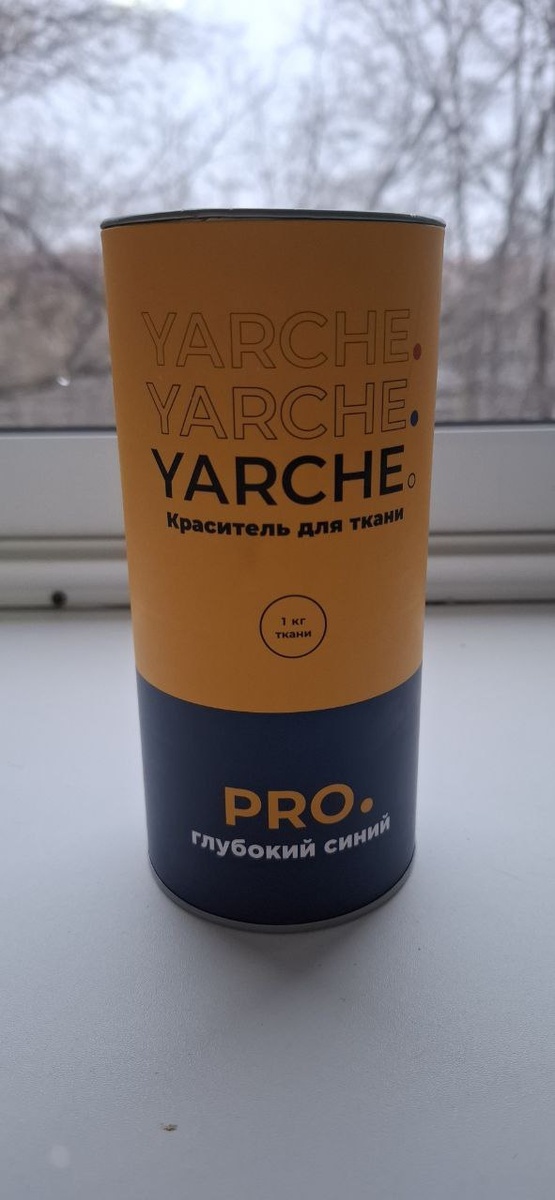 YARCHE.
YARCHE.
YARCHE.
Краситель для ткани
1 кг
ткани
PRO.
глубокий синий